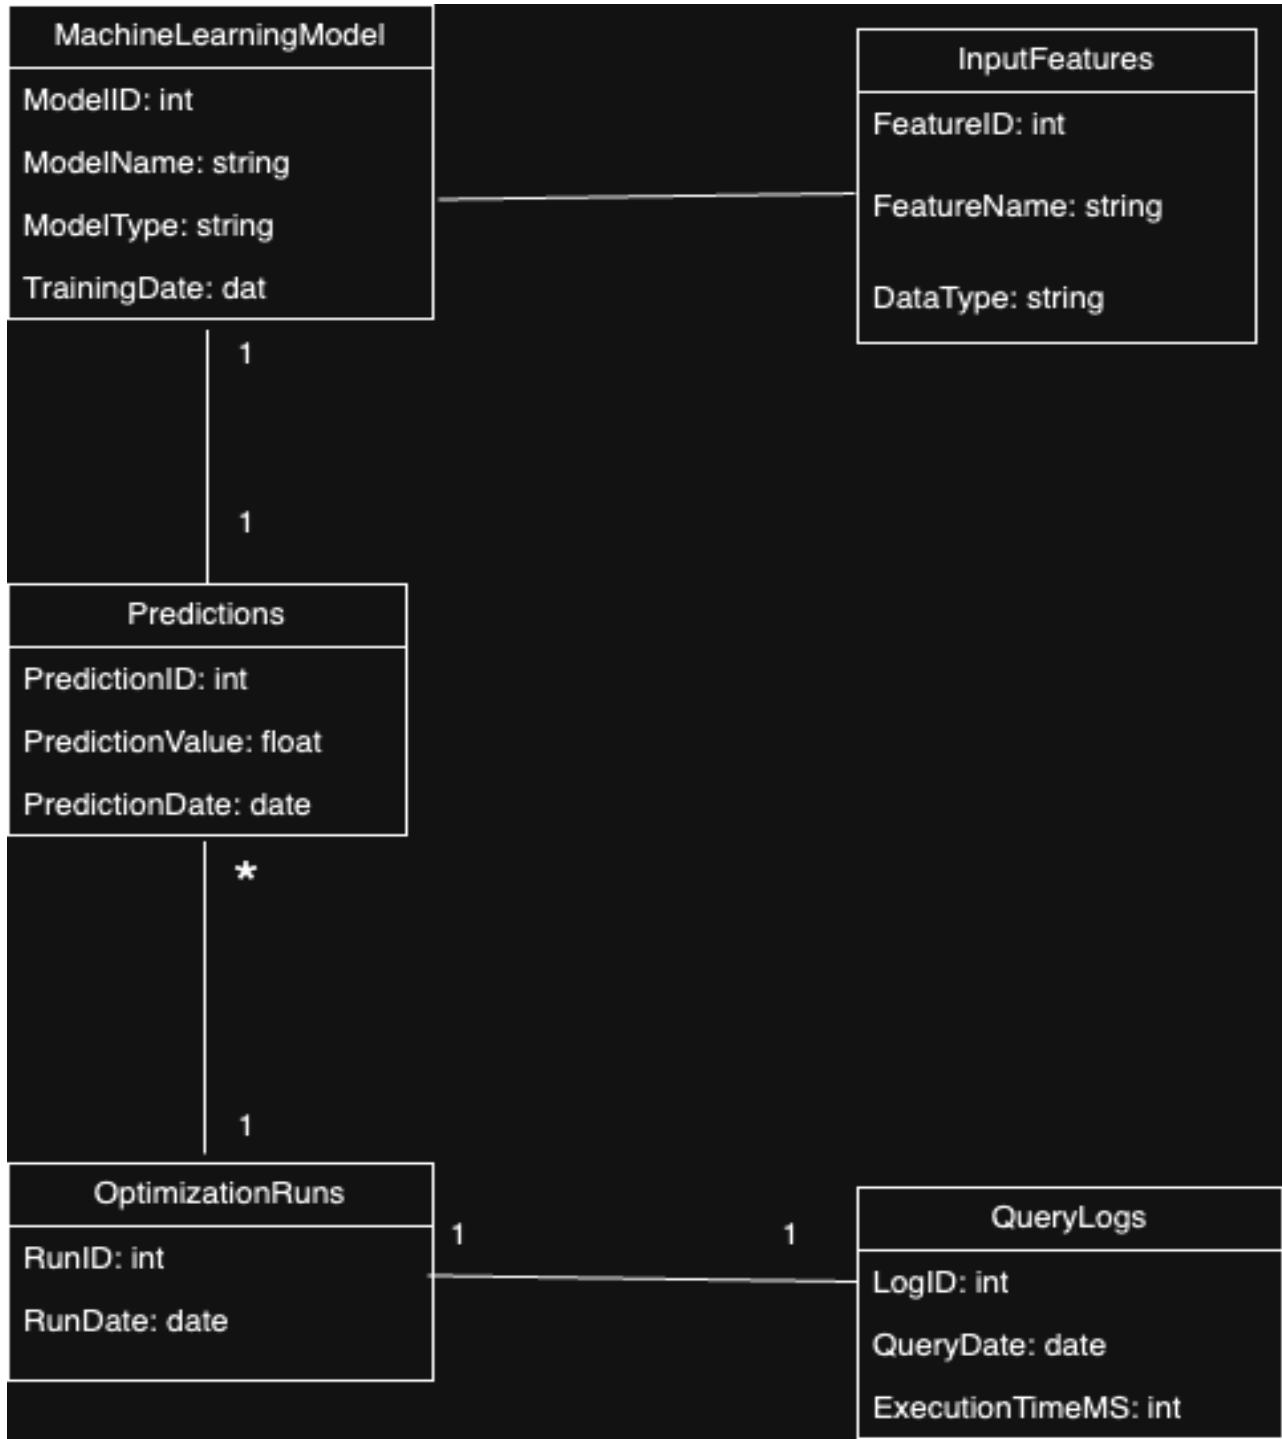 MachineLearningModel
ModelID: int
ModelName: string
ModelType: string
TrainingDate: dat
InputFeatures
FeatureID: int
FeatureName: string
DataType: string
1
1
Predictions
PredictionID: int
PredictionValue: float
PredictionDate: date
*
1
OptimizationRuns
RunID: int
RunDate: date
1
1
QueryLogs
LogID: int
QueryDate: date
ExecutionTimeMS: int